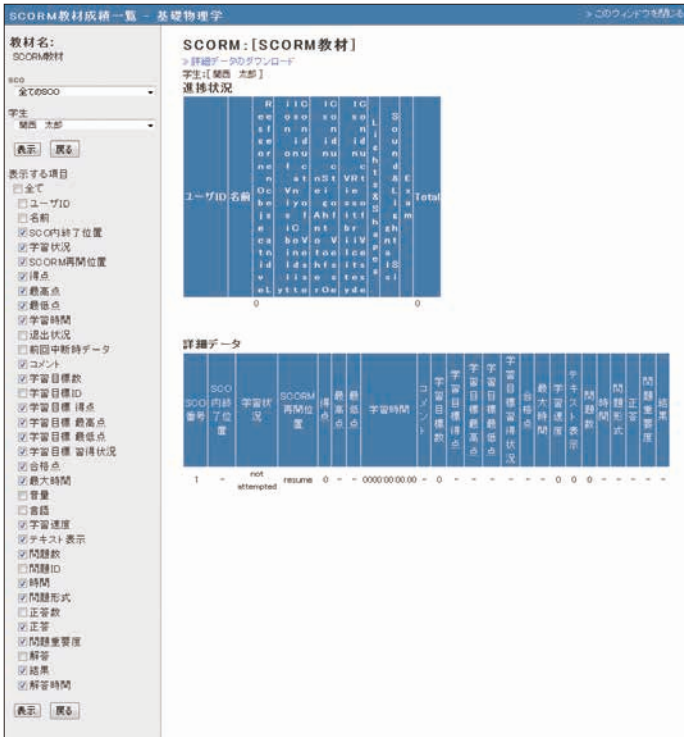 SCORM教材成績一覧 - 基礎物理学
» このウィンドウを閉じる
教材名:
SCORM教材
SCO
全てのSCO
学生
関西 太郎
表示 戻る
表示する項目
全て
ユーザID
名前
SCO内終了位置
学習状況
SCORM再開位置
得点
最高点
最低点
学習時間
退出状況
前回中断時データ
コメント
学習目標数
学習目標ID
学習目標 得点
学習目標 最高点
学習目標 最低点
学習目標 習得状況
合格点
最大時間
音量
言語
学習速度
テキスト表示
問題数
問題ID
時間
問題形式
正答数
正答
問題重要度
解答
結果
解答時間
表示 戻る
SCORM:[SCORM教材]
» 詳細データのダウンロード
学生:[ 関西 太郎 ]
進捗状況
ユーザID 名前 Lights&Shapes Exam Total
0 0
詳細データ
SCO番号 SCO内終了位置 学習状況 SCORM再開位置 得点 最高点 最低点 学習時間 コメント 学習目標数 学習目標得点 学習目標最高点 学習目標最低点 学習目標習得状況 合格点 最大時間 学習速度 テキスト表示 問題数 時間 問題形式 正答 問題重要度 結果
1 - not attempted resume 0 - - 0000:00:00.00 - 0 - - - - - - 0 0 0 - - - - -